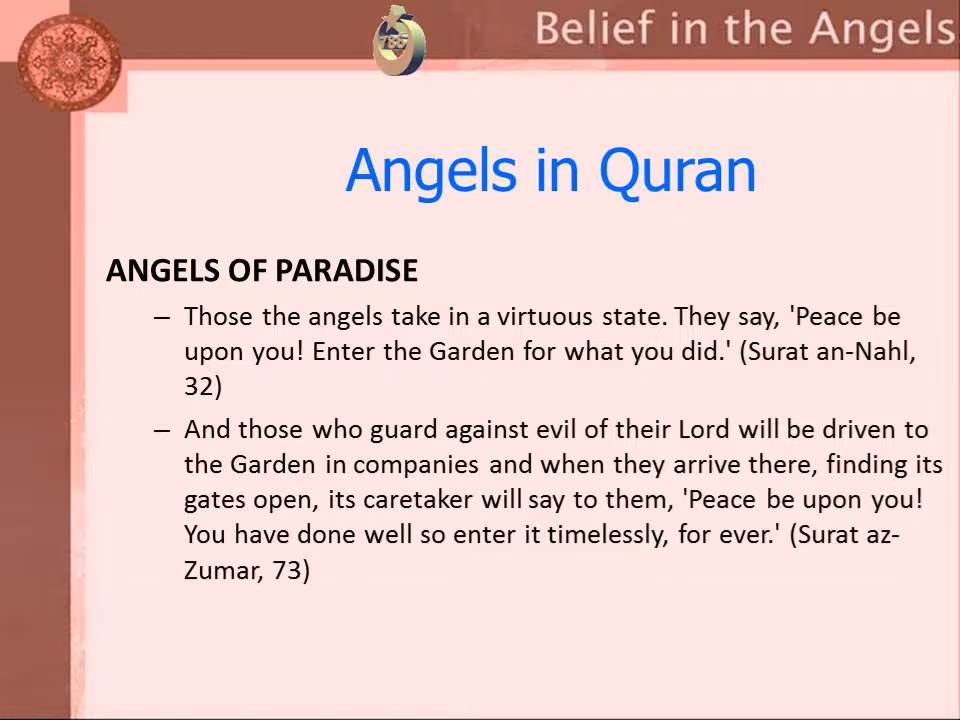 Belief in the Angels
786
Angels in Quran
ANGELS OF PARADISE
– Those the angels take in a virtuous state. They say, 'Peace be
upon you! Enter the Garden for what you did.' (Surat an-Nahl,
32)
– And those who guard against evil of their Lord will be driven to
the Garden in companies and when they arrive there, finding its
gates open, its caretaker will say to them, 'Peace be upon you!
You have done well so enter it timelessly, for ever.' (Surat az-
Zumar, 73)